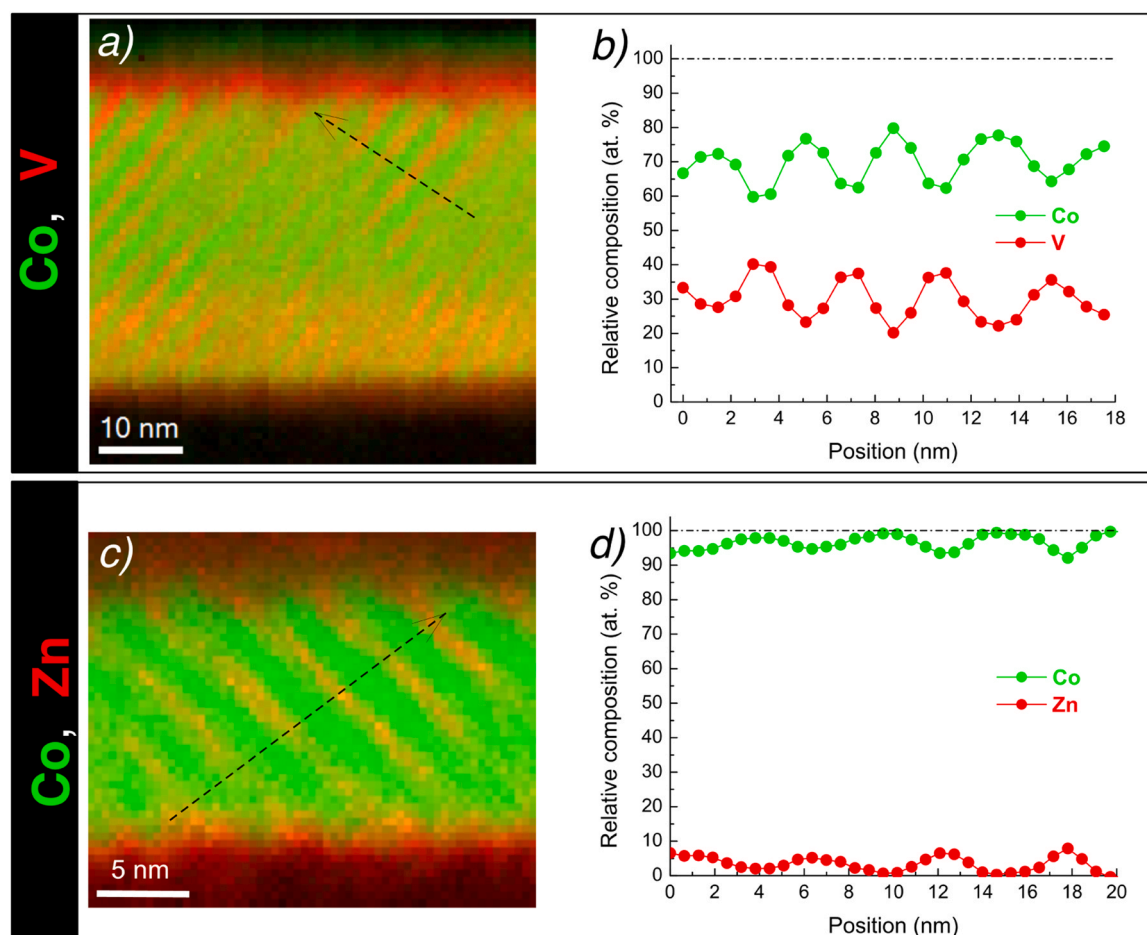 Co, V
a)
10 nm
b)
Relative composition (at. %)
100
90
80
70
60
50
40
30
20
10
0
Co
V
0 2 4 6 8 10 12 14 16 18
Position (nm)
Co, Zn
c)
5 nm
d)
Relative composition (at. %)
100
90
80
70
60
50
40
30
20
10
0
Co
Zn
0 2 4 6 8 10 12 14 16 18 20
Position (nm)